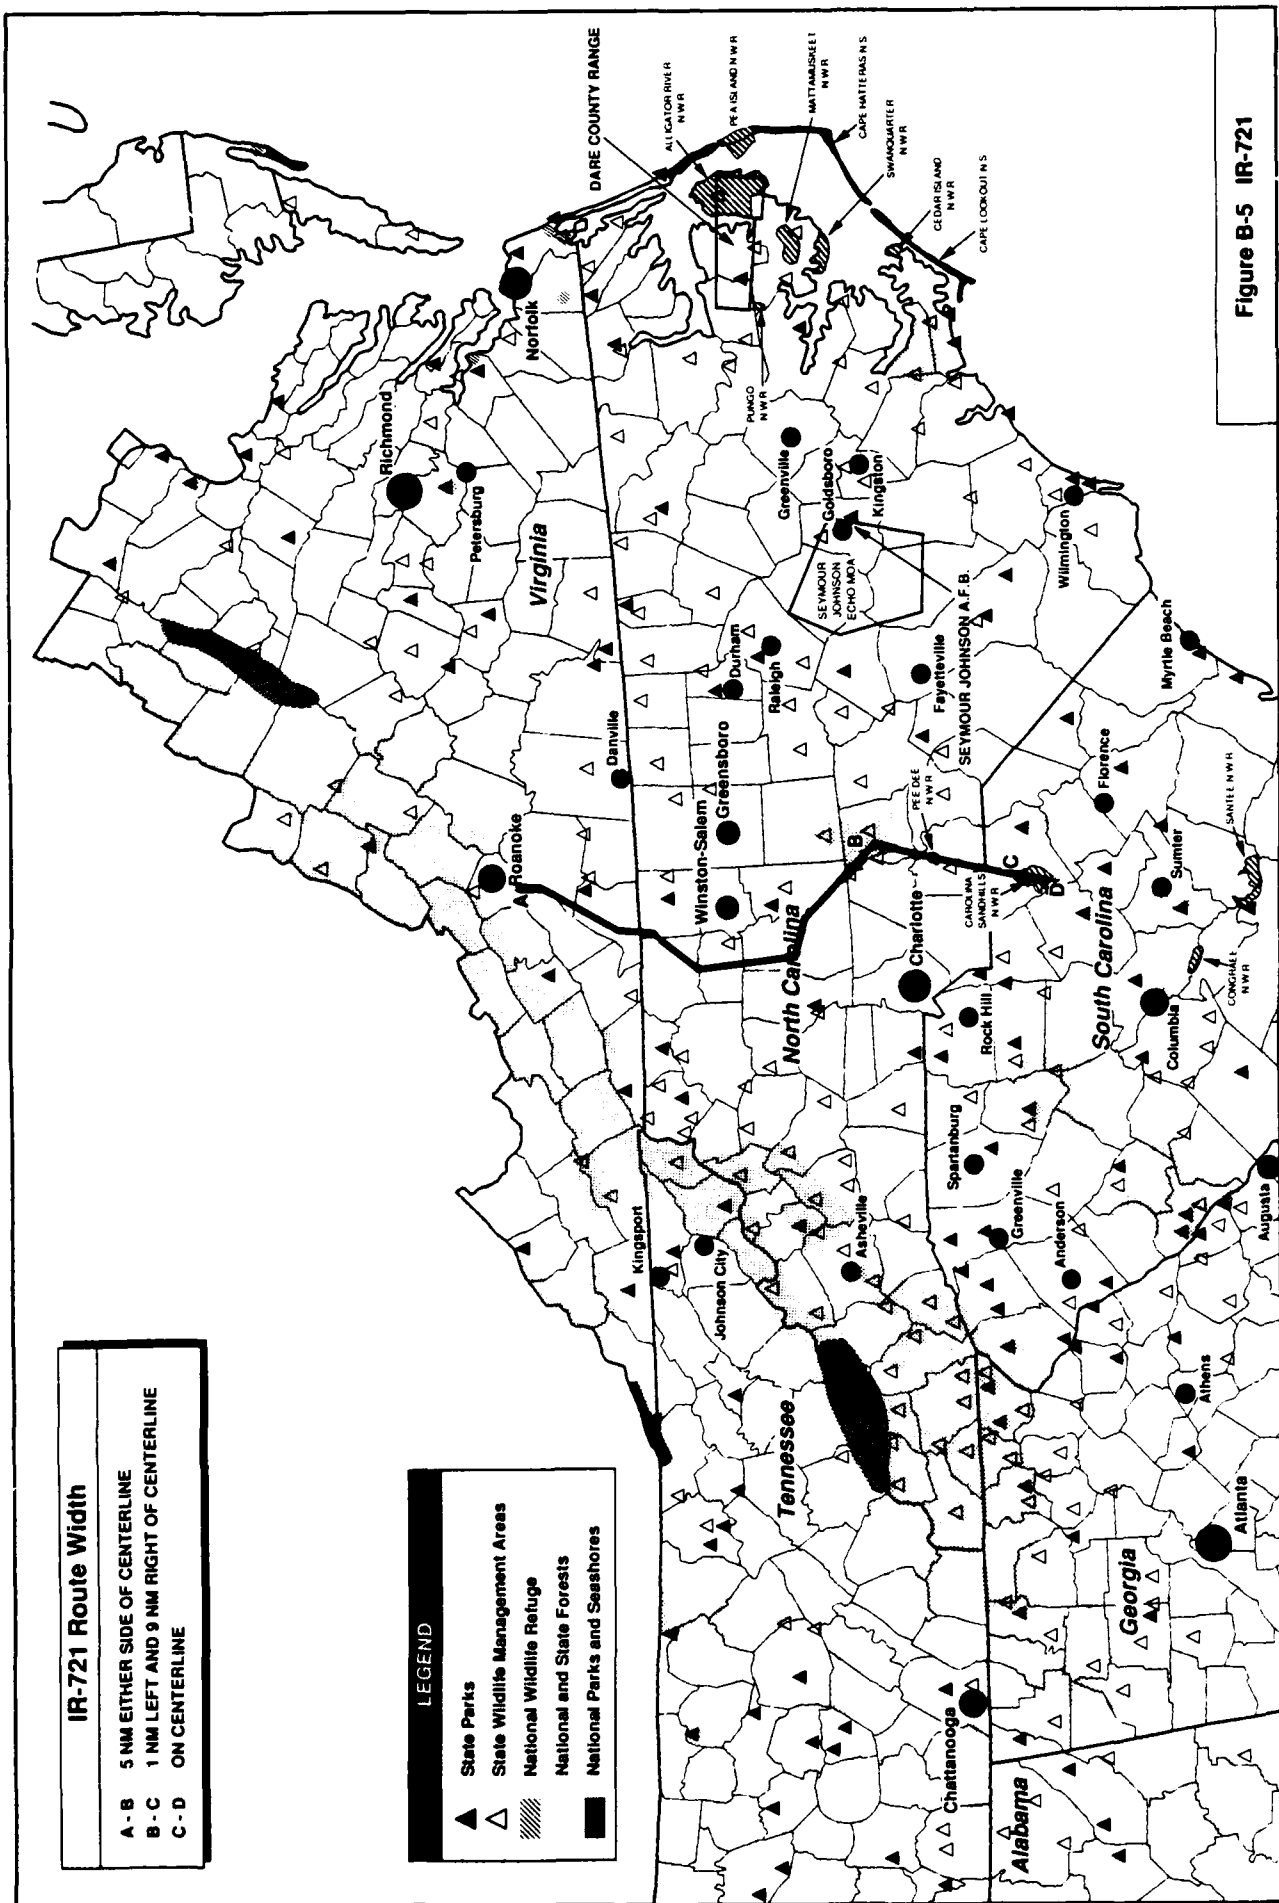 IR-721 Route Width
A - B 5 NM EITHER SIDE OF CENTERLINE
B - C 1 NM LEFT AND 9 NM RIGHT OF CENTERLINE
C - D ON CENTERLINE
LEGEND
State Parks
State Wildlife Management Areas
National Wildlife Refuge
National and State Forests
National Parks and Seashores
Figure B-5 IR-721
Richmond
Petersburg
Norfolk
Virginia
Roanoke
A
Danville
DARE COUNTY RANGE
ALLIGATOR RIVER
N W R
PEA ISLAND N W R
MATTAMUSKEET
N W R
CAPE HATTERAS N S
SWANQUARTER
N W R
CEDAR ISLAND
N W R
CAPE LOOKOUT N S
PUNGO
N W R
Greenville
Goldsboro
Kingston
SEYMOUR
JOHNSON
ECHO MOA
SEYMOUR JOHNSON A.F.B.
Wilmington
Durham
Raleigh
Fayetteville
Greensboro
Winston-Salem
B
PEE DEE
N W R
North Carolina
Charlotte
Myrtle Beach
Florence
C
D
CAROLINA
SANDHILLS
N W R
Sumter
SANTEE N W R
CONGRAEE
N W R
South Carolina
Columbia
Rock Hill
Spartanburg
Greenville
Anderson
Augusta
Kingsport
Johnson City
Asheville
Tennessee
Chattanooga
Athens
Atlanta
Georgia
Alabama